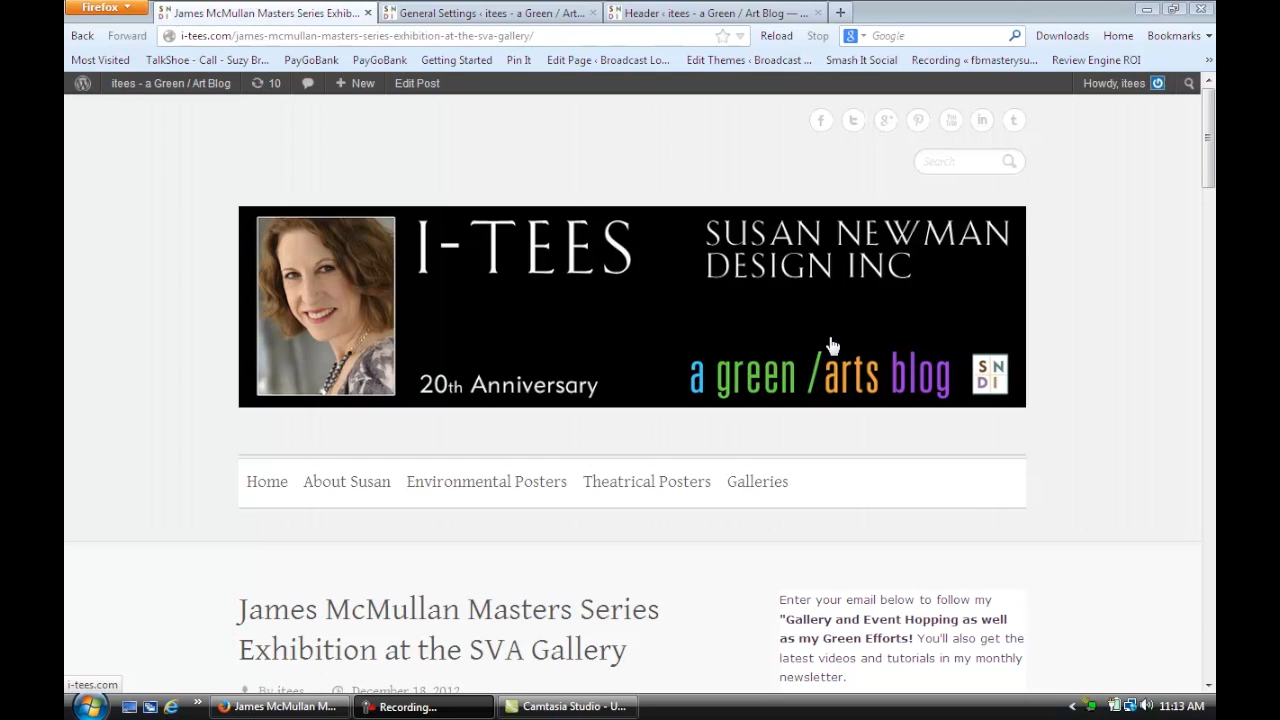 Firefox
James McMullan Masters Series Exhib...
General Settings ‹ itees - a Green / Art...
Header ‹ itees - a Green / Art Blog — ...
Back
Forward
i-tees.com/james-mcmullan-masters-series-exhibition-at-the-sva-gallery/
Google
Reload
Stop
Downloads
Home
Bookmarks
Most Visited
TalkShoe - Call - Suzy Br...
PayGoBank
PayGoBank
Getting Started
Pin It
Edit Page ‹ Broadcast Lo...
Edit Themes ‹ Broadcast ...
Smash It Social
Recording « fbmasterysu...
Review Engine ROI
itees - a Green / Art Blog
10
+ New
Edit Post
Howdy, itees
Search
I-TEES
SUSAN NEWMAN
DESIGN INC
20th Anniversary
a green / arts blog
SN
DI
Home
About Susan
Environmental Posters
Theatrical Posters
Galleries
James McMullan Masters Series
Exhibition at the SVA Gallery
By itees
December 18, 2012
Enter your email below to follow my
"Gallery and Event Hopping as well
as my Green Efforts! You'll also get the
latest videos and tutorials in my monthly
newsletter.
i-tees.com
James McMullan M...
Recording...
Camtasia Studio - U...
11:13 AM